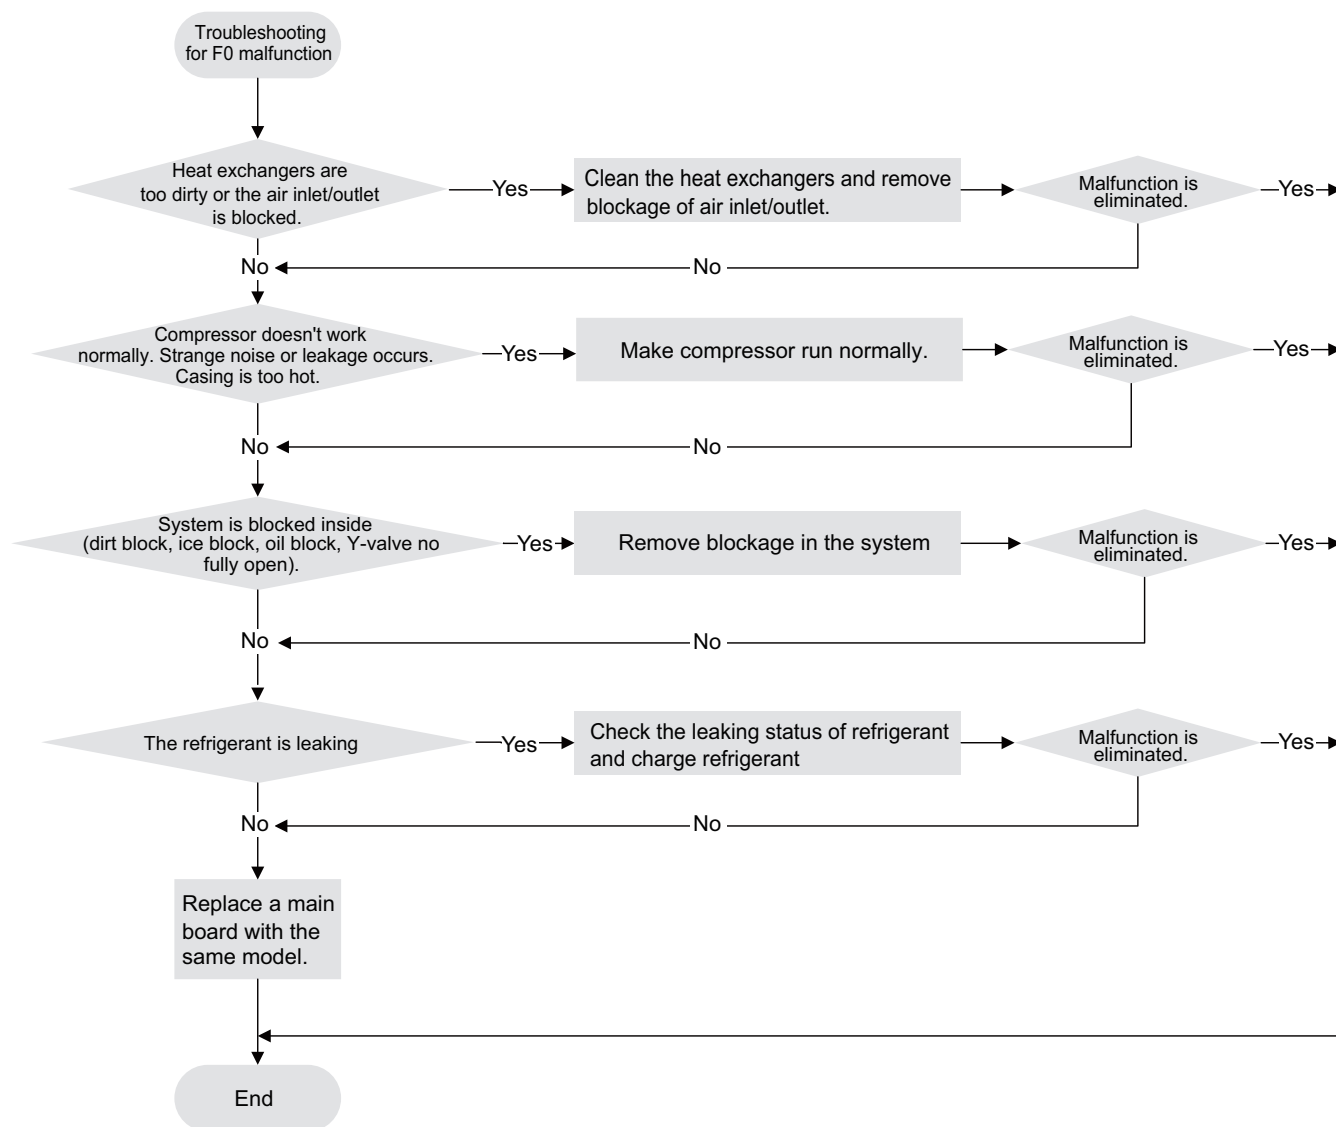 Troubleshooting
for F0 malfunction
Heat exchangers are
too dirty or the air inlet/outlet
is blocked.
Yes
Clean the heat exchangers and remove
blockage of air inlet/outlet.
Malfunction is
eliminated.
Yes
No
No
Compressor doesn't work
normally. Strange noise or leakage occurs.
Casing is too hot.
Yes
Make compressor run normally.
Malfunction is
eliminated.
Yes
No
No
System is blocked inside
(dirt block, ice block, oil block, Y-valve no
fully open).
Yes
Remove blockage in the system
Malfunction is
eliminated.
Yes
No
No
The refrigerant is leaking
Yes
Check the leaking status of refrigerant
and charge refrigerant
Malfunction is
eliminated.
Yes
No
No
Replace a main
board with the
same model.
End